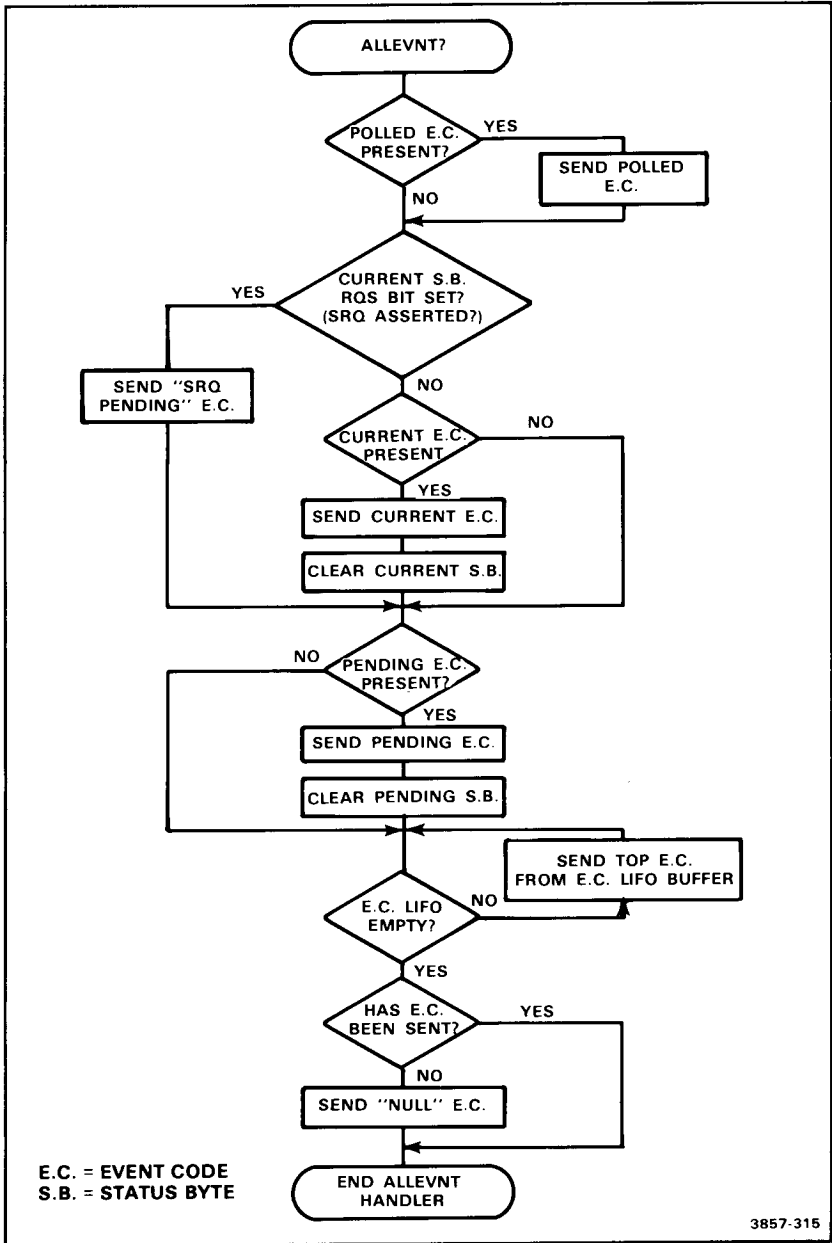 ALLEVNT?
POLLED E.C.
PRESENT?
YES
SEND POLLED
E.C.
NO
CURRENT S.B.
RQS BIT SET?
(SRQ ASSERTED?)
YES
SEND "SRQ
PENDING" E.C.
NO
CURRENT E.C.
PRESENT
NO
YES
SEND CURRENT E.C.
CLEAR CURRENT S.B.
NO
PENDING E.C.
PRESENT?
YES
SEND PENDING E.C.
CLEAR PENDING S.B.
SEND TOP E.C.
FROM E.C. LIFO BUFFER
E.C. LIFO
EMPTY?
NO
YES
HAS E.C.
BEEN SENT?
YES
NO
SEND "NULL" E.C.
E.C. = EVENT CODE
S.B. = STATUS BYTE
END ALLEVNT
HANDLER
3857-315